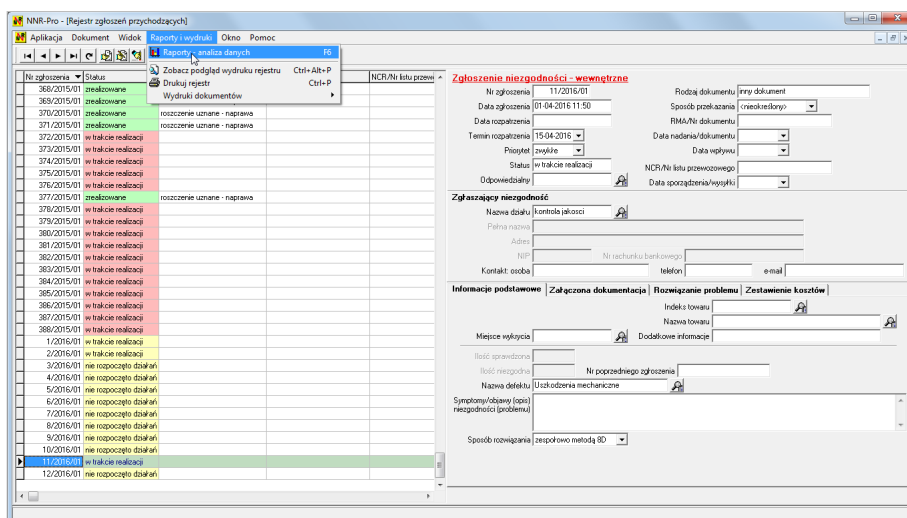 NNR-Pro - [Rejestr zgłoszeń przychodzących]
Aplikacja Dokument Widok Raporty i wydruki Okno Pomoc
Raporty - analiza danych F6
Zobacz podgląd wydruku rejestru Ctrl+Alt+P
Drukuj rejestr Ctrl+P
Wydruki dokumentów
Nr zgłoszenia Status NCR/Nr listu przewo
368/2015/01 zrealizowane
369/2015/01 zrealizowane
370/2015/01 zrealizowane roszczenie uznane - naprawa
371/2015/01 zrealizowane roszczenie uznane - naprawa
372/2015/01 w trakcie realizacji
373/2015/01 w trakcie realizacji
374/2015/01 w trakcie realizacji
375/2015/01 w trakcie realizacji
376/2015/01 w trakcie realizacji
377/2015/01 zrealizowane roszczenie uznane - naprawa
378/2015/01 w trakcie realizacji
379/2015/01 w trakcie realizacji
380/2015/01 w trakcie realizacji
381/2015/01 w trakcie realizacji
382/2015/01 w trakcie realizacji
383/2015/01 w trakcie realizacji
384/2015/01 w trakcie realizacji
385/2015/01 w trakcie realizacji
386/2015/01 w trakcie realizacji
387/2015/01 w trakcie realizacji
388/2015/01 w trakcie realizacji
1/2016/01 w trakcie realizacji
2/2016/01 w trakcie realizacji
3/2016/01 nie rozpoczęto działań
4/2016/01 nie rozpoczęto działań
5/2016/01 nie rozpoczęto działań
6/2016/01 nie rozpoczęto działań
7/2016/01 nie rozpoczęto działań
8/2016/01 nie rozpoczęto działań
9/2016/01 nie rozpoczęto działań
10/2016/01 nie rozpoczęto działań
11/2016/01 w trakcie realizacji
12/2016/01 nie rozpoczęto działań
Zgłoszenie niezgodności - wewnętrzne
Nr zgłoszenia 11/2016/01 Rodzaj dokumentu inny dokument
Data zgłoszenia 01-04-2016 11:50 Sposób przekazania <nieokreślony>
Data rozpatrzenia RMA/Nr dokumentu
Termin rozpatrzenia 15-04-2016 Data nadania/dokumentu
Priorytet zwykłe Data wpływu
Status w trakcie realizacji NCR/Nr listu przewozowego
Odpowiedzialny Data sporządzenia/wysyłki
Zgłaszający niezgodność
Nazwa działu kontrola jakosci
Pełna nazwa
Adres
NIP Nr rachunku bankowego
Kontakt: osoba telefon e-mail
Informacje podstawowe Załączona dokumentacja Rozwiązanie problemu Zestawienie kosztów
Indeks towaru
Nazwa towaru
Miejsce wykrycia Dodatkowe informacje
Ilość sprawdzona
Ilość niezgodna Nr poprzedniego zgłoszenia
Nazwa defektu Uszkodzenia mechaniczne
Symptomy/objawy (opis)
niezgodności (problemu)
Sposób rozwiązania zespołowo metodą 8D